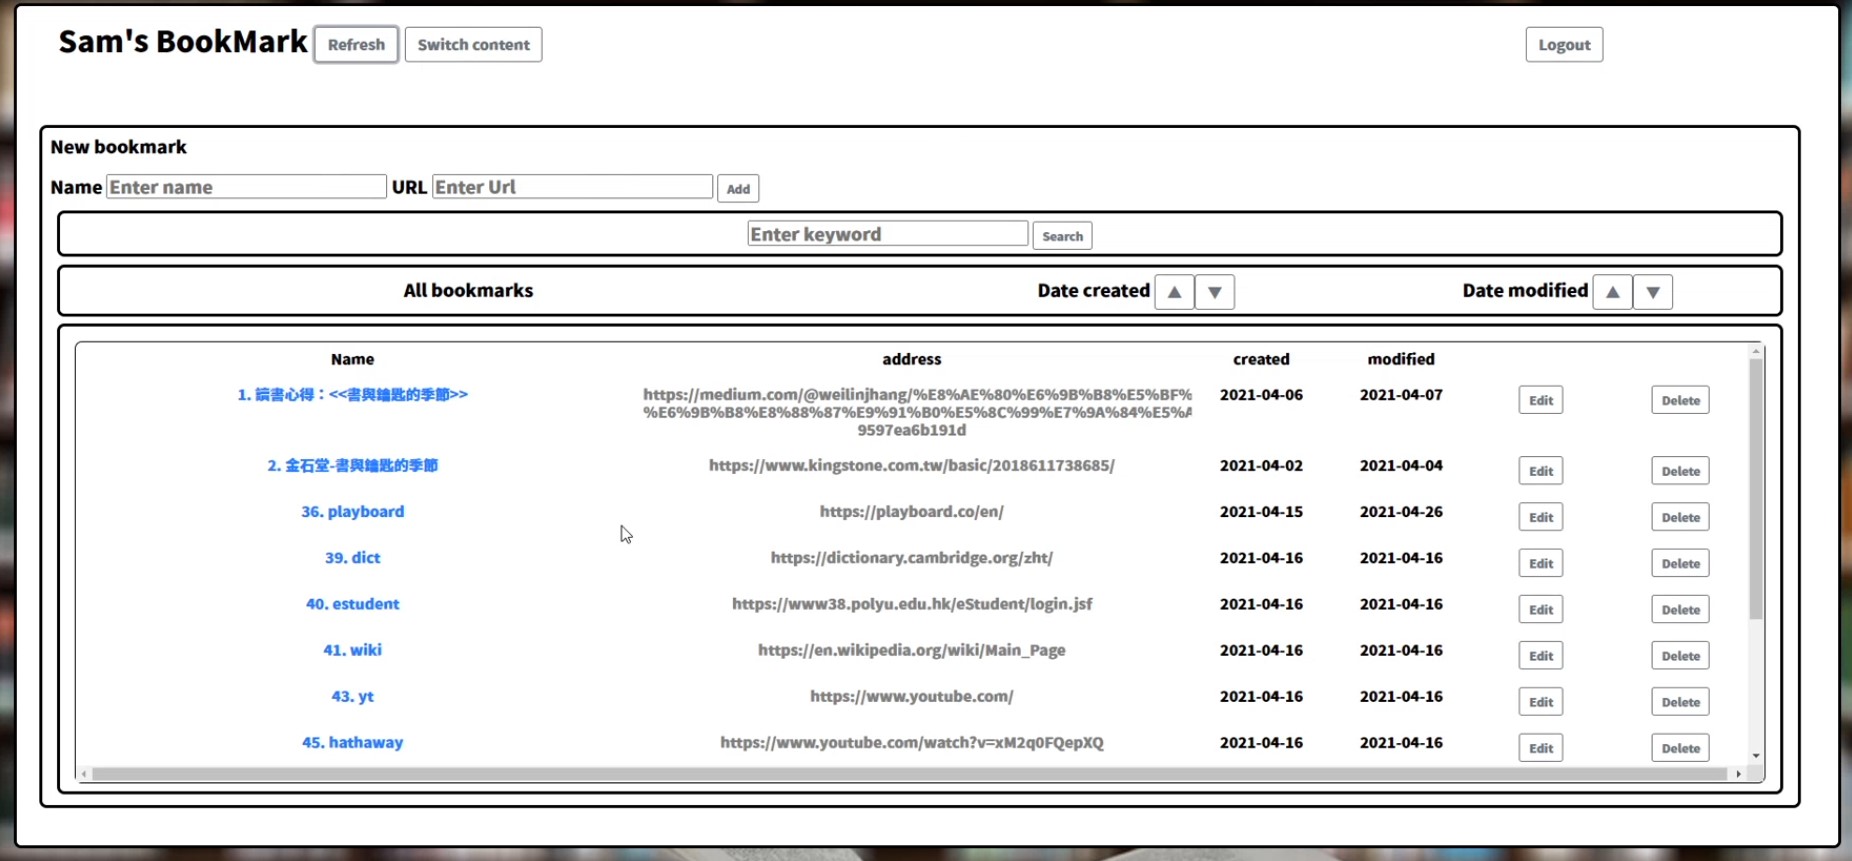 Sam's BookMark Refresh Switch content Logout
New bookmark
Name Enter name URL Enter Url Add
Enter keyword Search
All bookmarks Date created ▲ ▼ Date modified ▲ ▼
Name address created modified
1. 讀書心得：<<書與鑰匙的季節>> https://medium.com/@weilinjhang/%E8%AE%80%E6%9B%B8%E5%BF% 2021-04-06 2021-04-07 Edit Delete
%E6%9B%B8%E8%88%87%E9%91%B0%E5%8C%99%E7%9A%84%E5%A
9597ea6b191d
2. 金石堂-書與鑰匙的季節 https://www.kingstone.com.tw/basic/2018611738685/ 2021-04-02 2021-04-04 Edit Delete
36. playboard https://playboard.co/en/ 2021-04-15 2021-04-26 Edit Delete
39. dict https://dictionary.cambridge.org/zht/ 2021-04-16 2021-04-16 Edit Delete
40. estudent https://www38.polyu.edu.hk/eStudent/login.jsf 2021-04-16 2021-04-16 Edit Delete
41. wiki https://en.wikipedia.org/wiki/Main_Page 2021-04-16 2021-04-16 Edit Delete
43. yt https://www.youtube.com/ 2021-04-16 2021-04-16 Edit Delete
45. hathaway https://www.youtube.com/watch?v=xM2q0FQepXQ 2021-04-16 2021-04-16 Edit Delete